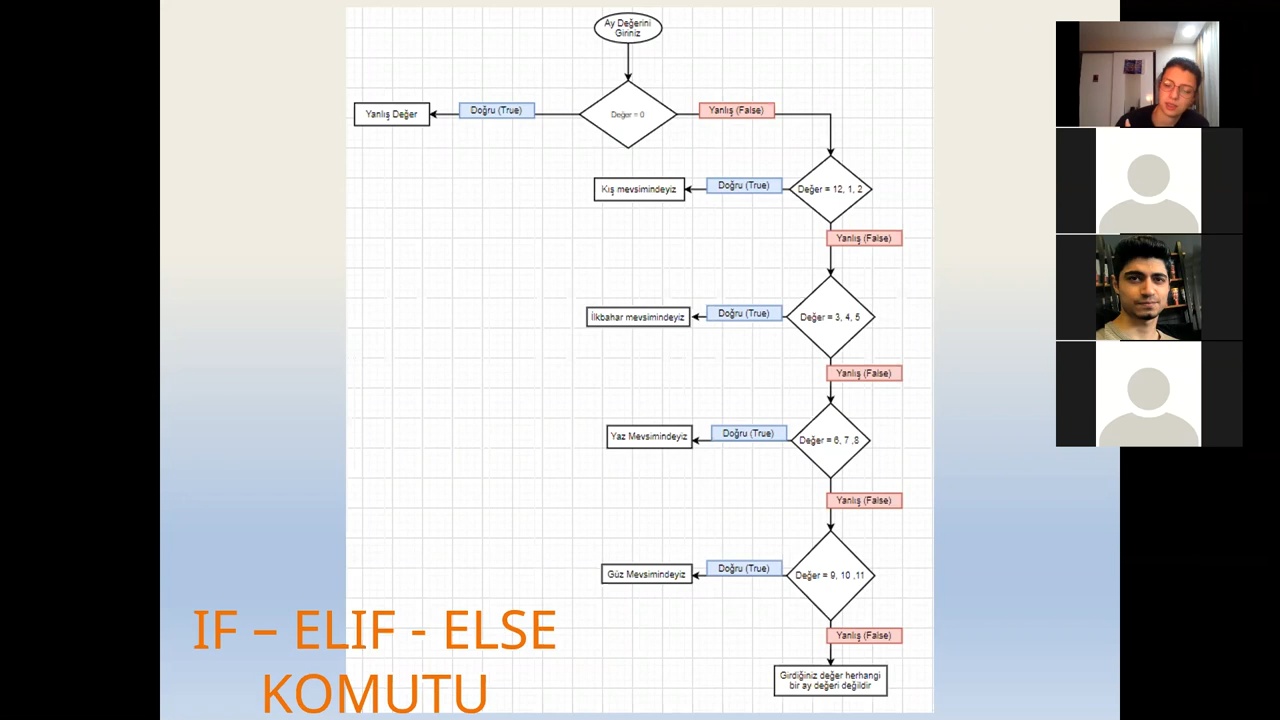 Ay Değerini
Giriniz
Değer = 0
Doğru (True)
Yanlış Değer
Yanlış (False)
Değer = 12, 1, 2
Doğru (True)
Kış mevsimindeyiz
Yanlış (False)
Değer = 3, 4, 5
Doğru (True)
İlkbahar mevsimindeyiz
Yanlış (False)
Değer = 6, 7 ,8
Doğru (True)
Yaz Mevsimindeyiz
Yanlış (False)
Değer = 9, 10 ,11
Doğru (True)
Güz Mevsimindeyiz
Yanlış (False)
Girdiğiniz değer herhangi
bir ay değeri değildir
IF – ELIF - ELSE
KOMUTU